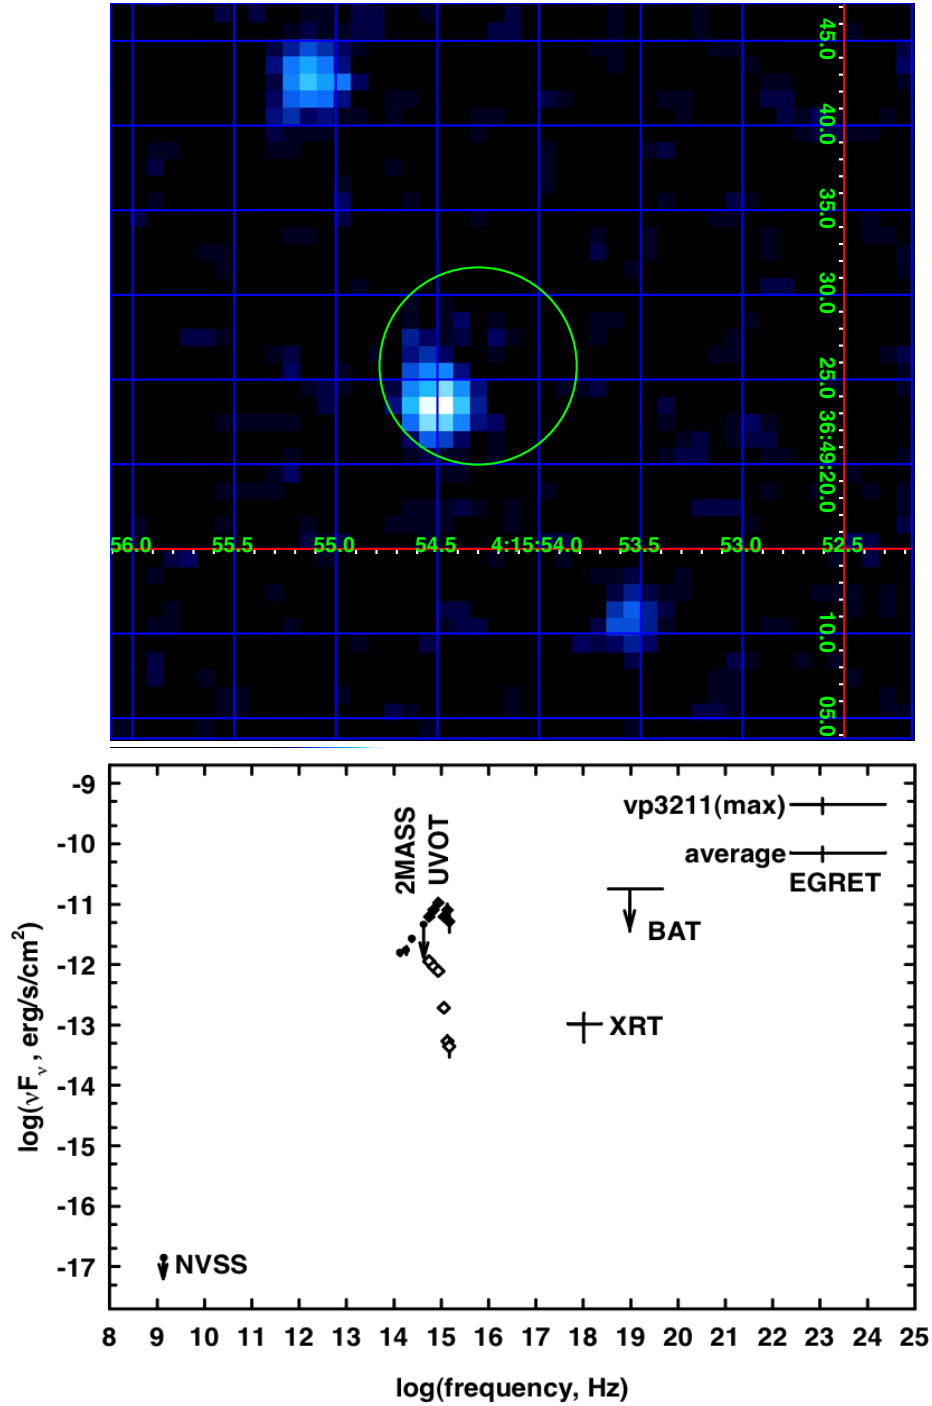 45.0
40.0
35.0
30.0
25.0
36:49:20.0
56.0 55.5 55.0 54.5 4:15:54.0 53.5 53.0 52.5
10.0
05.0
-9
-10
-11
-12
-13
-14
-15
-16
-17
log(νFν , erg/s/cm²)
2MASS
UVOT
vp3211(max)
average
EGRET
BAT
XRT
NVSS
8 9 10 11 12 13 14 15 16 17 18 19 20 21 22 23 24 25
log(frequency, Hz)